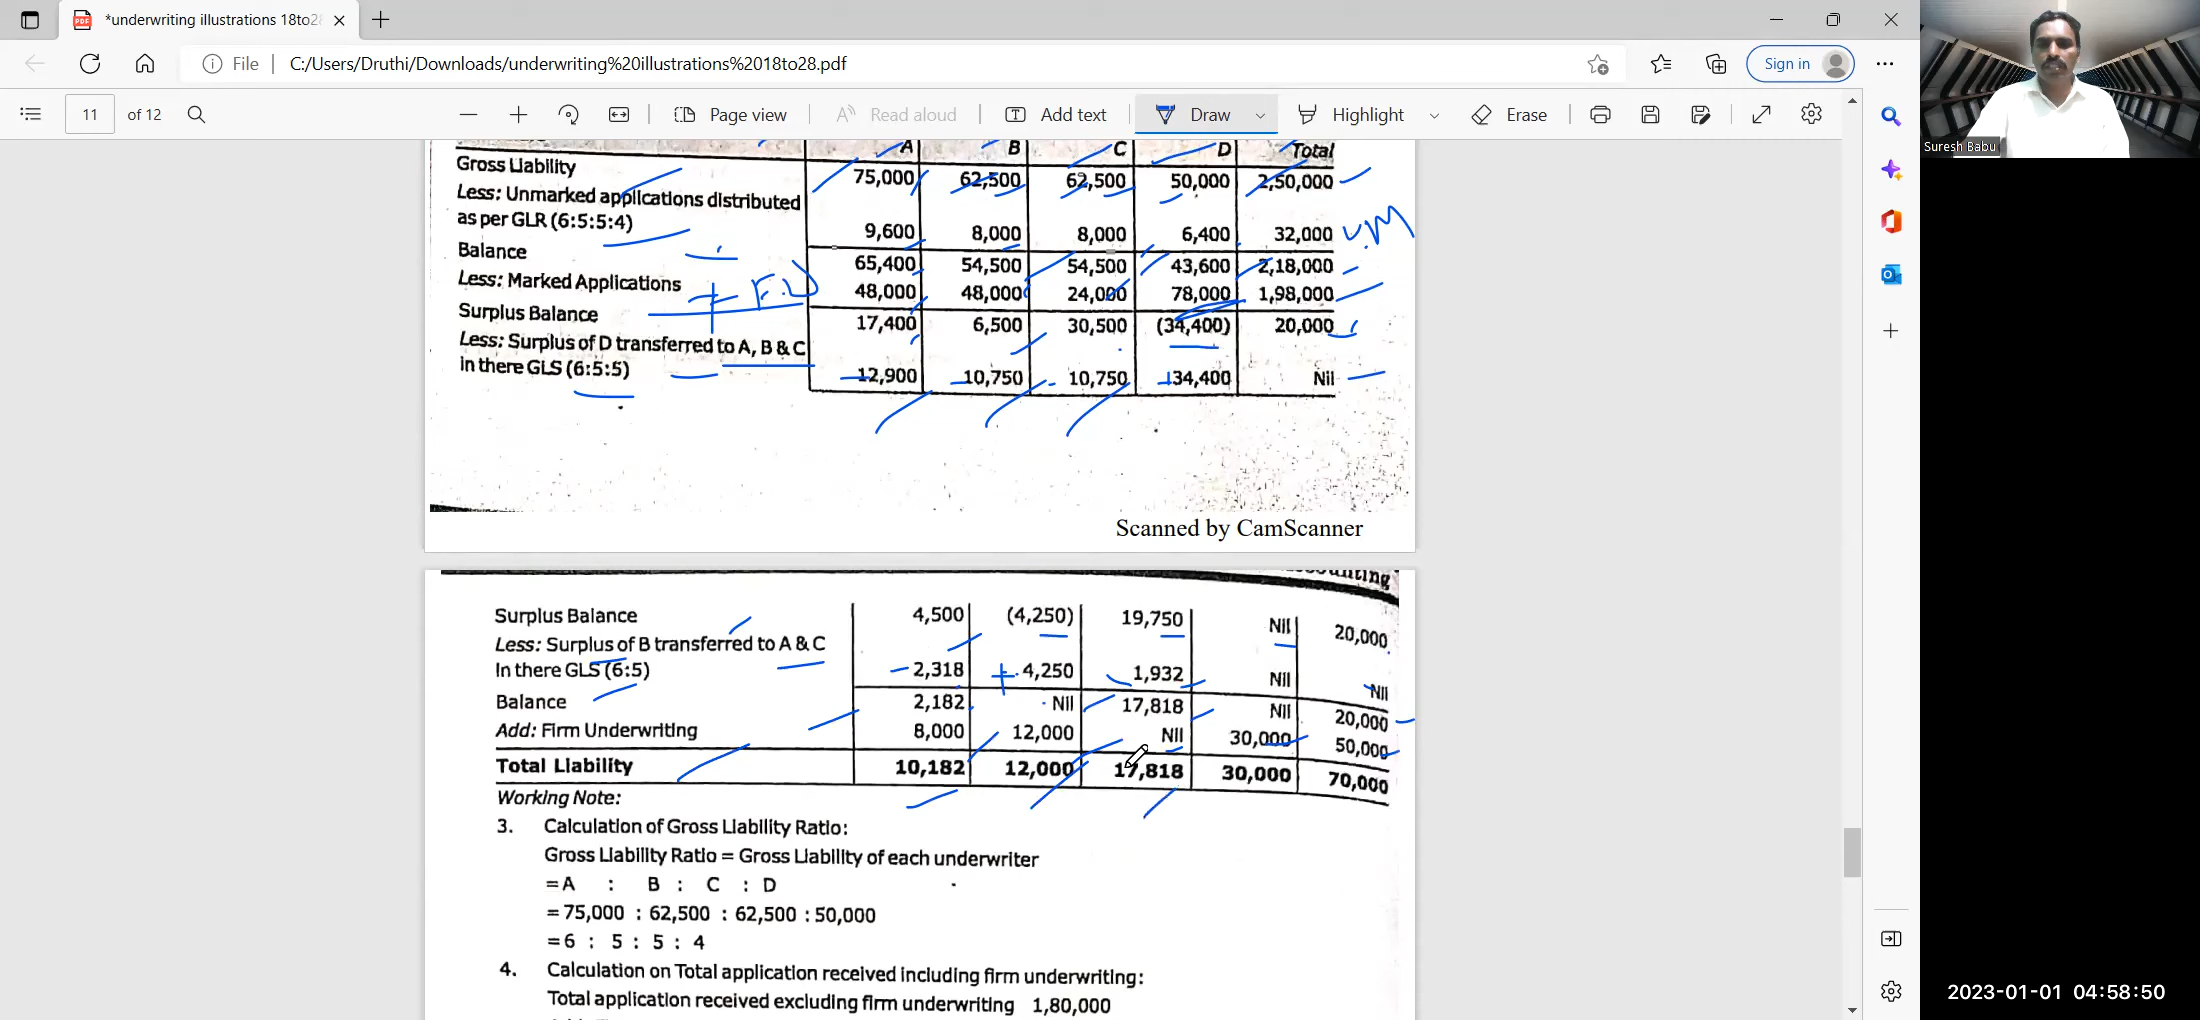 *underwriting illustrations 18to2
File
C:/Users/Druthi/Downloads/underwriting%20illustrations%2018to28.pdf
Sign in
11 of 12
Page view
Read aloud
Add text
Draw
Highlight
Erase
Suresh Babu
A B C D Total
Gross Liability 75,000 62,500 62,500 50,000 2,50,000
Less: Unmarked applications distributed
as per GLR (6:5:5:4) 9,600 8,000 8,000 6,400 32,000 U.M
Balance 65,400 54,500 54,500 43,600 2,18,000
Less: Marked Applications + F.U 48,000 48,000 24,000 78,000 1,98,000
Surplus Balance 17,400 6,500 30,500 (34,400) 20,000
Less: Surplus of D transferred to A, B & C
in there GLS (6:5:5) 12,900 10,750 10,750 34,400 Nil
Scanned by CamScanner
Surplus Balance 4,500 (4,250) 19,750 Nil 20,000
Less: Surplus of B transferred to A & C
In there GLS (6:5) 2,318 4,250 1,932 Nil Nil
Balance 2,182 Nil 17,818 Nil 20,000
Add: Firm Underwriting 8,000 12,000 Nil 30,000 50,000
Total Liability 10,182 12,000 17,818 30,000 70,000
Working Note:
3. Calculation of Gross Liability Ratio:
Gross Liability Ratio = Gross Liability of each underwriter
= A : B : C : D
= 75,000 : 62,500 : 62,500 : 50,000
= 6 : 5 : 5 : 4
4. Calculation on Total application received including firm underwriting:
Total application received excluding firm underwriting 1,80,000
2023-01-01 04:58:50